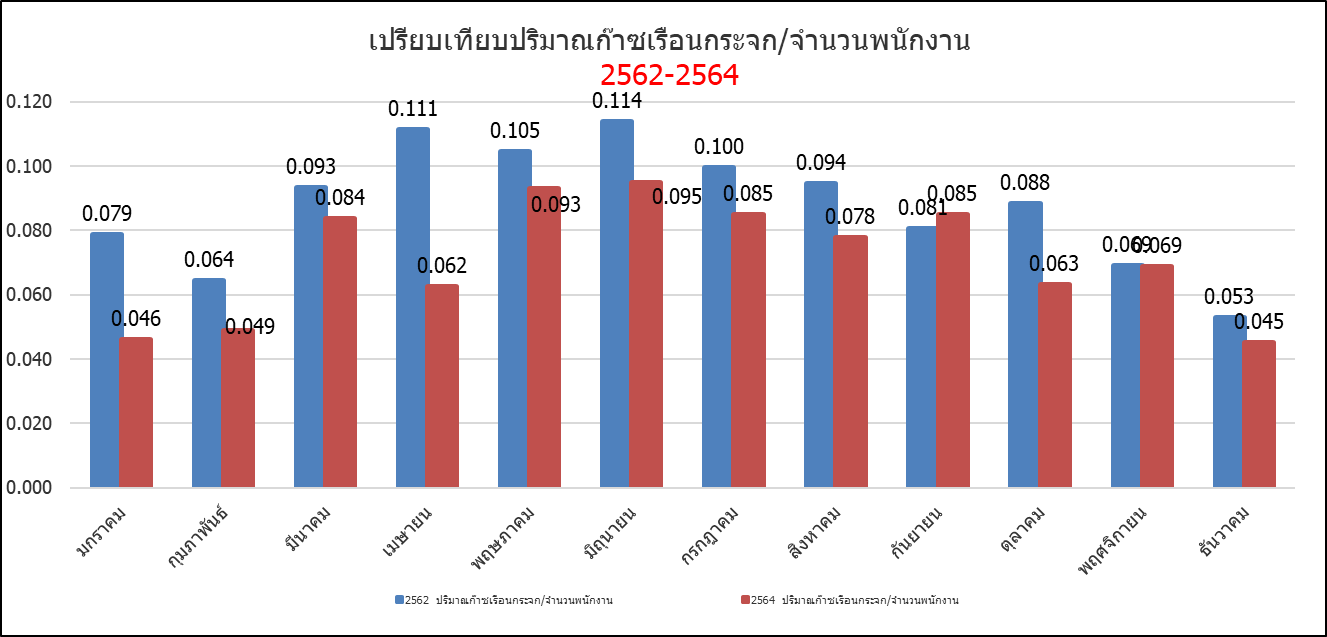 เปรียบเทียบปริมาณก๊าซเรือนกระจก/จำนวนพนักงาน
2562-2564
0.120
0.100
0.080
0.060
0.040
0.020
0.000
0.079
0.046
0.064
0.049
0.093
0.084
0.111
0.062
0.105
0.093
0.114
0.095
0.100
0.085
0.094
0.078
0.081
0.085
0.088
0.063
0.069
0.069
0.053
0.045
มกราคม
กุมภาพันธ์
มีนาคม
เมษายน
พฤษภาคม
มิถุนายน
กรกฎาคม
สิงหาคม
กันยายน
ตุลาคม
พฤศจิกายน
ธันวาคม
2562 ปริมาณก๊าซเรือนกระจก/จำนวนพนักงาน
2564 ปริมาณก๊าซเรือนกระจก/จำนวนพนักงาน